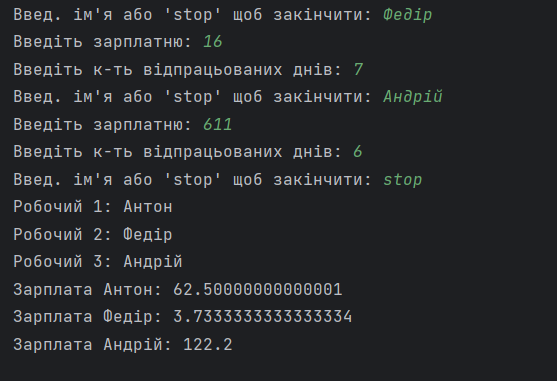 Введ. ім'я або 'stop' щоб закінчити: Федір
Введіть зарплатню: 16
Введіть к-ть відпрацьованих днів: 7
Введ. ім'я або 'stop' щоб закінчити: Андрій
Введіть зарплатню: 611
Введіть к-ть відпрацьованих днів: 6
Введ. ім'я або 'stop' щоб закінчити: stop
Робочий 1: Антон
Робочий 2: Федір
Робочий 3: Андрій
Зарплата Антон: 62.50000000000001
Зарплата Федір: 3.7333333333333334
Зарплата Андрій: 122.2